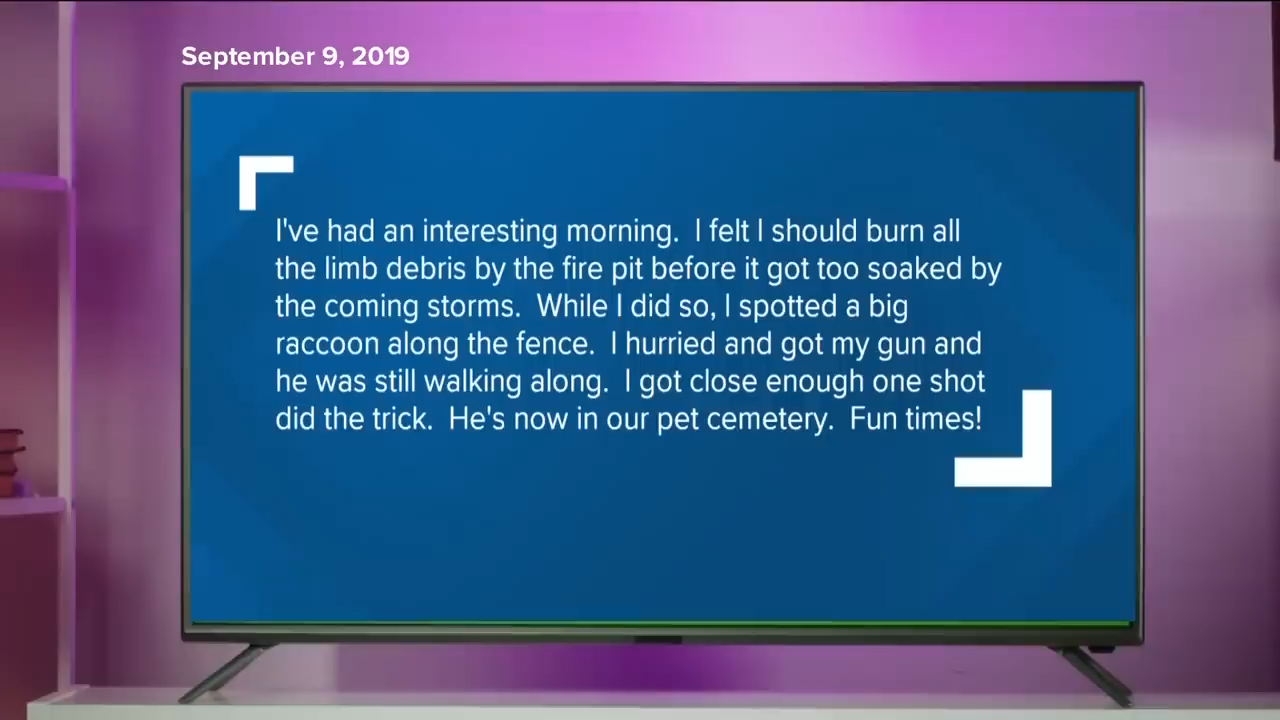 September 9, 2019
I've had an interesting morning.  I felt I should burn all
the limb debris by the fire pit before it got too soaked by
the coming storms.  While I did so, I spotted a big
raccoon along the fence.  I hurried and got my gun and
he was still walking along.  I got close enough one shot
did the trick.  He's now in our pet cemetery.  Fun times!